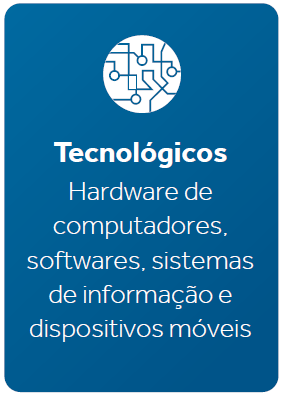 Tecnológicos
Hardware de
computadores,
softwares, sistemas
de informação e
dispositivos móveis